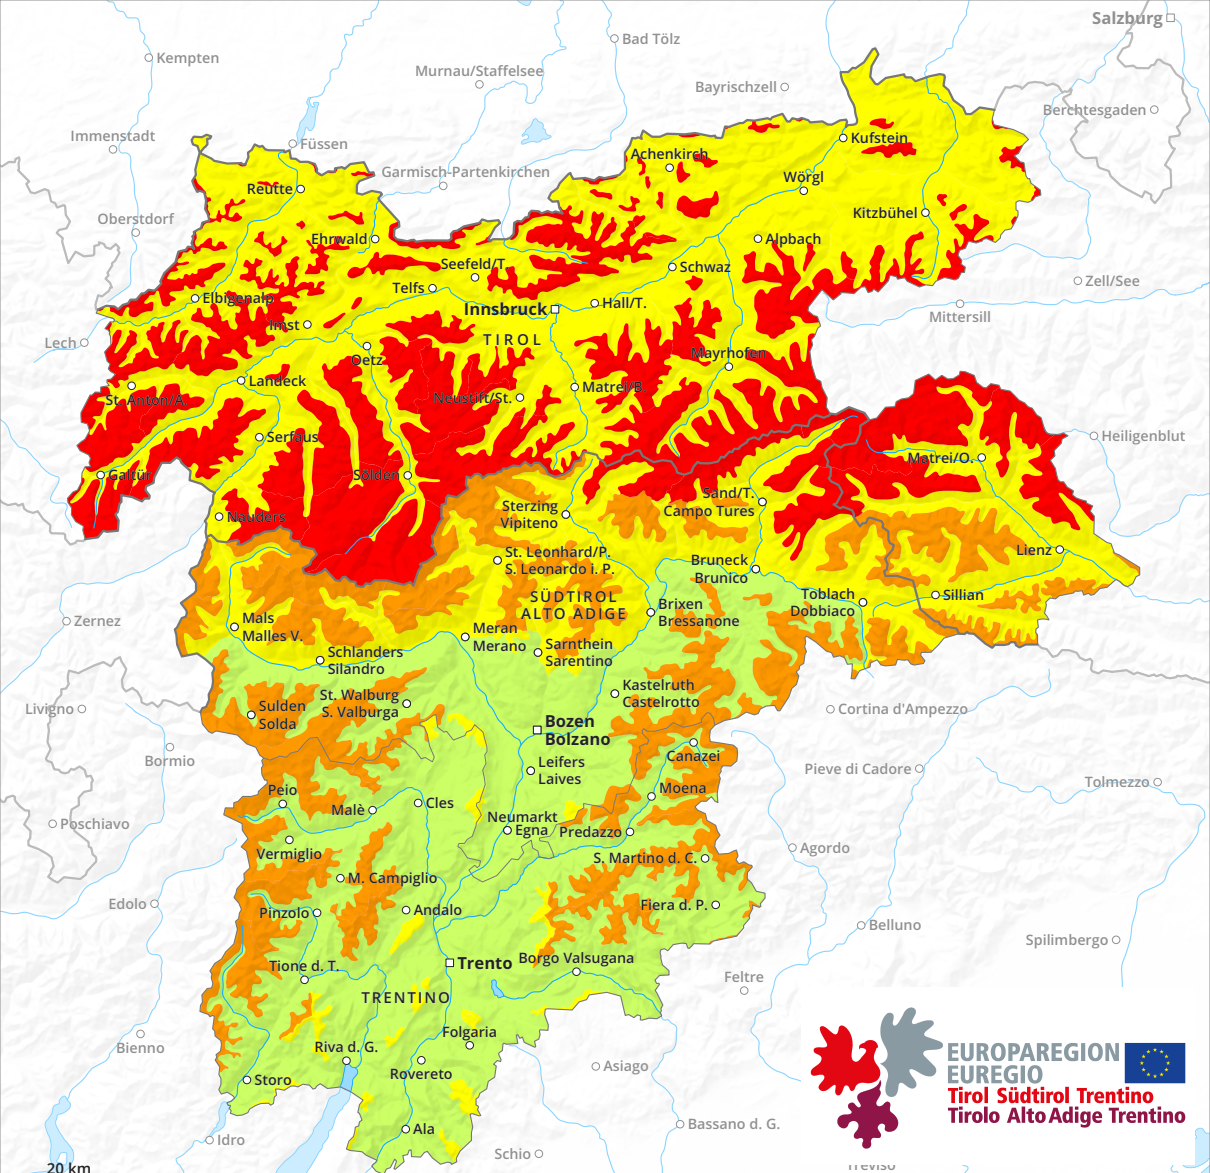 Salzburg
Bad Tölz
Kempten
Murnau/Staffelsee
Bayrischzell
Berchtesgaden
Immenstadt
Füssen
Kufstein
Achenkirch
Garmisch-Partenkirchen
Wörgl
Reutte
Oberstdorf
Kitzbühel
Ehrwald
Alpbach
Seefeld/T.
Schwaz
Telfs
Zell/See
Elbigenalp
Hall/T.
Innsbruck
Mittersill
Imst
TIROL
Lech
Oetz
Mayrhofen
Landeck
Matrei/B.
St. Anton/A.
Neustift/St.
Serfaus
Heiligenblut
Matrei/O.
Galtür
Sölden
Sand/T.
Campo Tures
Sterzing
Vipiteno
Nauders
St. Leonhard/P.
S. Leonardo i. P.
Lienz
Bruneck
Brunico
SÜDTIROL
ALTO ADIGE
Toblach
Dobbiaco
Sillian
Brixen
Bressanone
Zernez
Mals
Malles V.
Meran
Merano
Sarnthein
Sarentino
Schlanders
Silandro
Kastelruth
Castelrotto
St. Walburg
S. Valburga
Livigno
Sulden
Solda
Cortina d'Ampezzo
Bozen
Bolzano
Canazei
Bormio
Leifers
Laives
Pieve di Cadore
Tolmezzo
Peio
Moena
Malè
Cles
Neumarkt
Egna
Poschiavo
Predazzo
Vermiglio
Agordo
S. Martino d. C.
M. Campiglio
Edolo
Pinzolo
Andalo
Fiera d. P.
Belluno
Spilimbergo
Trento
Borgo Valsugana
Tione d. T.
Feltre
TRENTINO
Folgaria
Bienno
Riva d. G.
Rovereto
Asiago
Storo
EUROPAREGION
EUREGIO
Tirol Südtirol Trentino
Tirolo Alto Adige Trentino
Ala
Bassano d. G.
Idro
Schio
Treviso
20 km